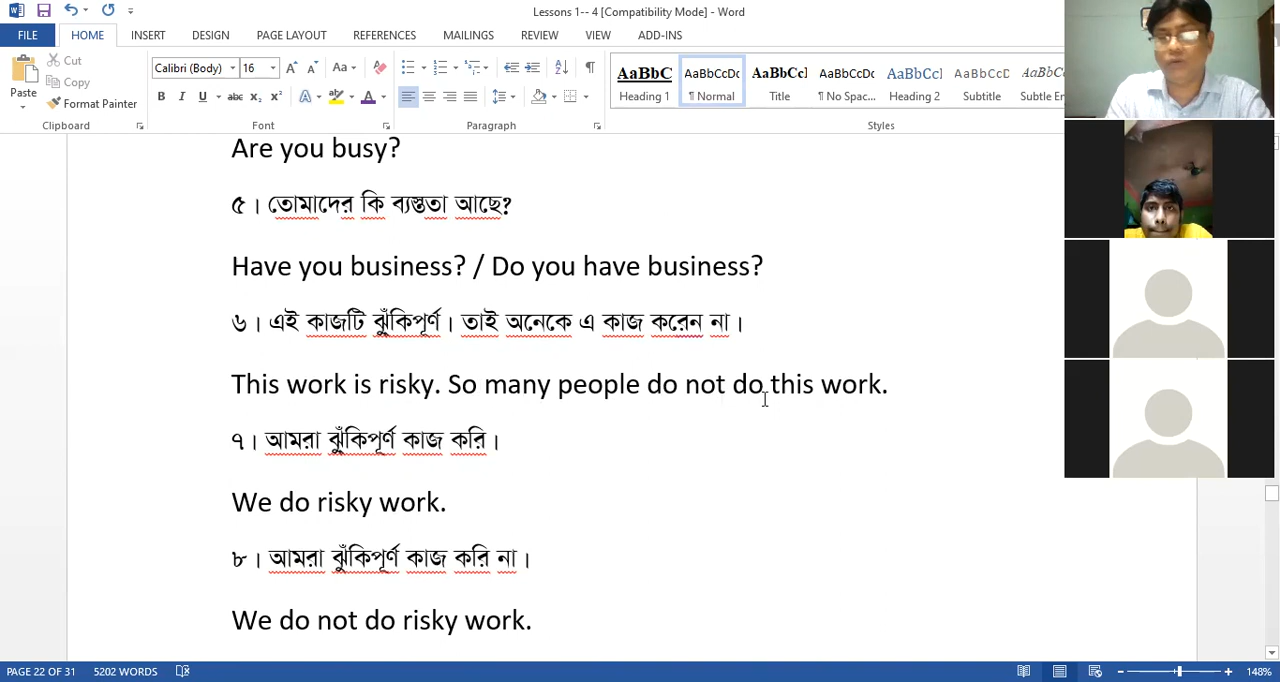 Lessons 1-- 4 [Compatibility Mode] - Word
FILE HOME INSERT DESIGN PAGE LAYOUT REFERENCES MAILINGS REVIEW VIEW ADD-INS
Cut
Copy
Format Painter
Paste
Calibri (Body) 16
Aa
AaBbC AaBbCcDc AaBbCcl AaBbCcDc AaBbCcl AaBbCcD AaBbCcD
Heading 1 ¶ Normal Title ¶ No Spac... Heading 2 Subtitle Subtle En
Clipboard Font Paragraph Styles
Are you busy?
৫। তোমাদের কি ব্যস্ততা আছে?
Have you business? / Do you have business?
৬। এই কাজটি ঝুঁকিপূর্ণ। তাই অনেকে এ কাজ করেন না।
This work is risky. So many people do not do this work.
৭। আমরা ঝুঁকিপূর্ণ কাজ করি।
We do risky work.
৮। আমরা ঝুঁকিপূর্ণ কাজ করি না।
We do not do risky work.
PAGE 22 OF 31 5202 WORDS 148%